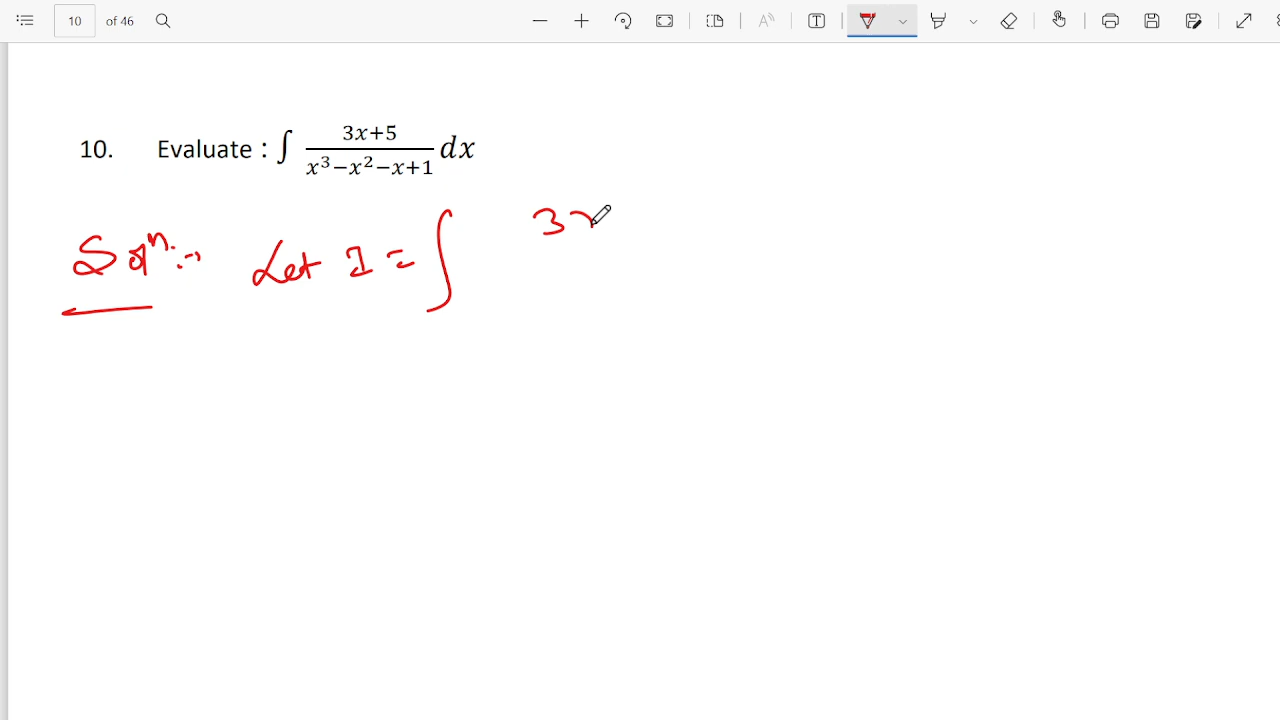 10 of 46
10. Evaluate : ∫ 3x+5 / x³−x²−x+1 dx
Solⁿ:→ Let I = ∫ 3x